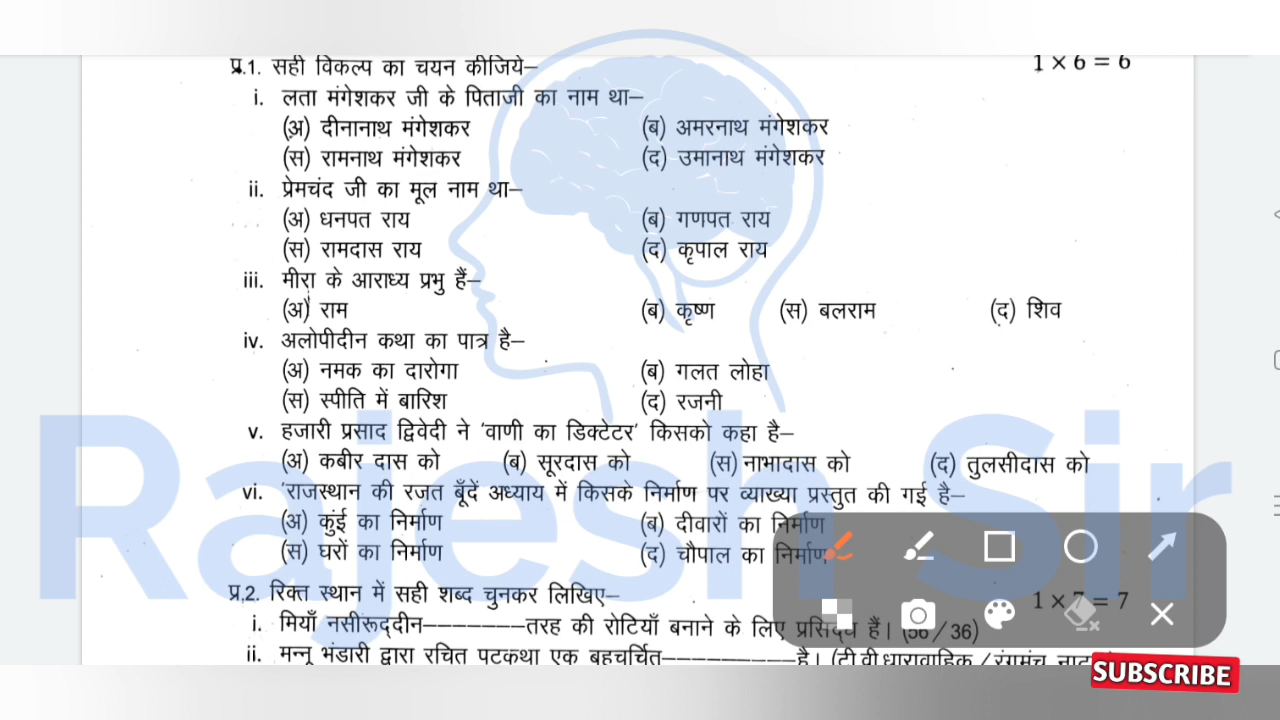 प्र.1. सही विकल्प का चयन कीजिये– 1 × 6 = 6
i. लता मंगेशकर जी के पिताजी का नाम था–
(अ) दीनानाथ मंगेशकर (ब) अमरनाथ मंगेशकर
(स) रामनाथ मंगेशकर (द) उमानाथ मंगेशकर
ii. प्रेमचंद जी का मूल नाम था–
(अ) धनपत राय (ब) गणपत राय
(स) रामदास राय (द) कृपाल राय
iii. मीरा के आराध्य प्रभु हैं–
(अ) राम (ब) कृष्ण (स) बलराम (द) शिव
iv. अलोपीदीन कथा का पात्र है–
(अ) नमक का दारोगा (ब) गलत लोहा
(स) स्पीति में बारिश (द) रजनी
v. हजारी प्रसाद द्विवेदी ने 'वाणी का डिक्टेटर' किसको कहा है–
(अ) कबीर दास को (ब) सूरदास को (स) नाभादास को (द) तुलसीदास को
vi. 'राजस्थान की रजत बूँदें अध्याय में किसके निर्माण पर व्याख्या प्रस्तुत की गई है–
(अ) कुंई का निर्माण (ब) दीवारों का निर्माण
(स) घरों का निर्माण (द) चौपाल का निर्माण
प्र.2. रिक्त स्थान में सही शब्द चुनकर लिखिए– 1 × 7 = 7
i. मियाँ नसीरूद्दीन–––––––तरह की रोटियाँ बनाने के लिए प्रसिद्ध हैं। (56/36)
ii. मन्नू भंडारी द्वारा रचित पटकथा एक बहुचर्चित–––––––––है। (टी.वी.धारावाहिक/रंगमंच
Rajesh Sir
SUBSCRIBE